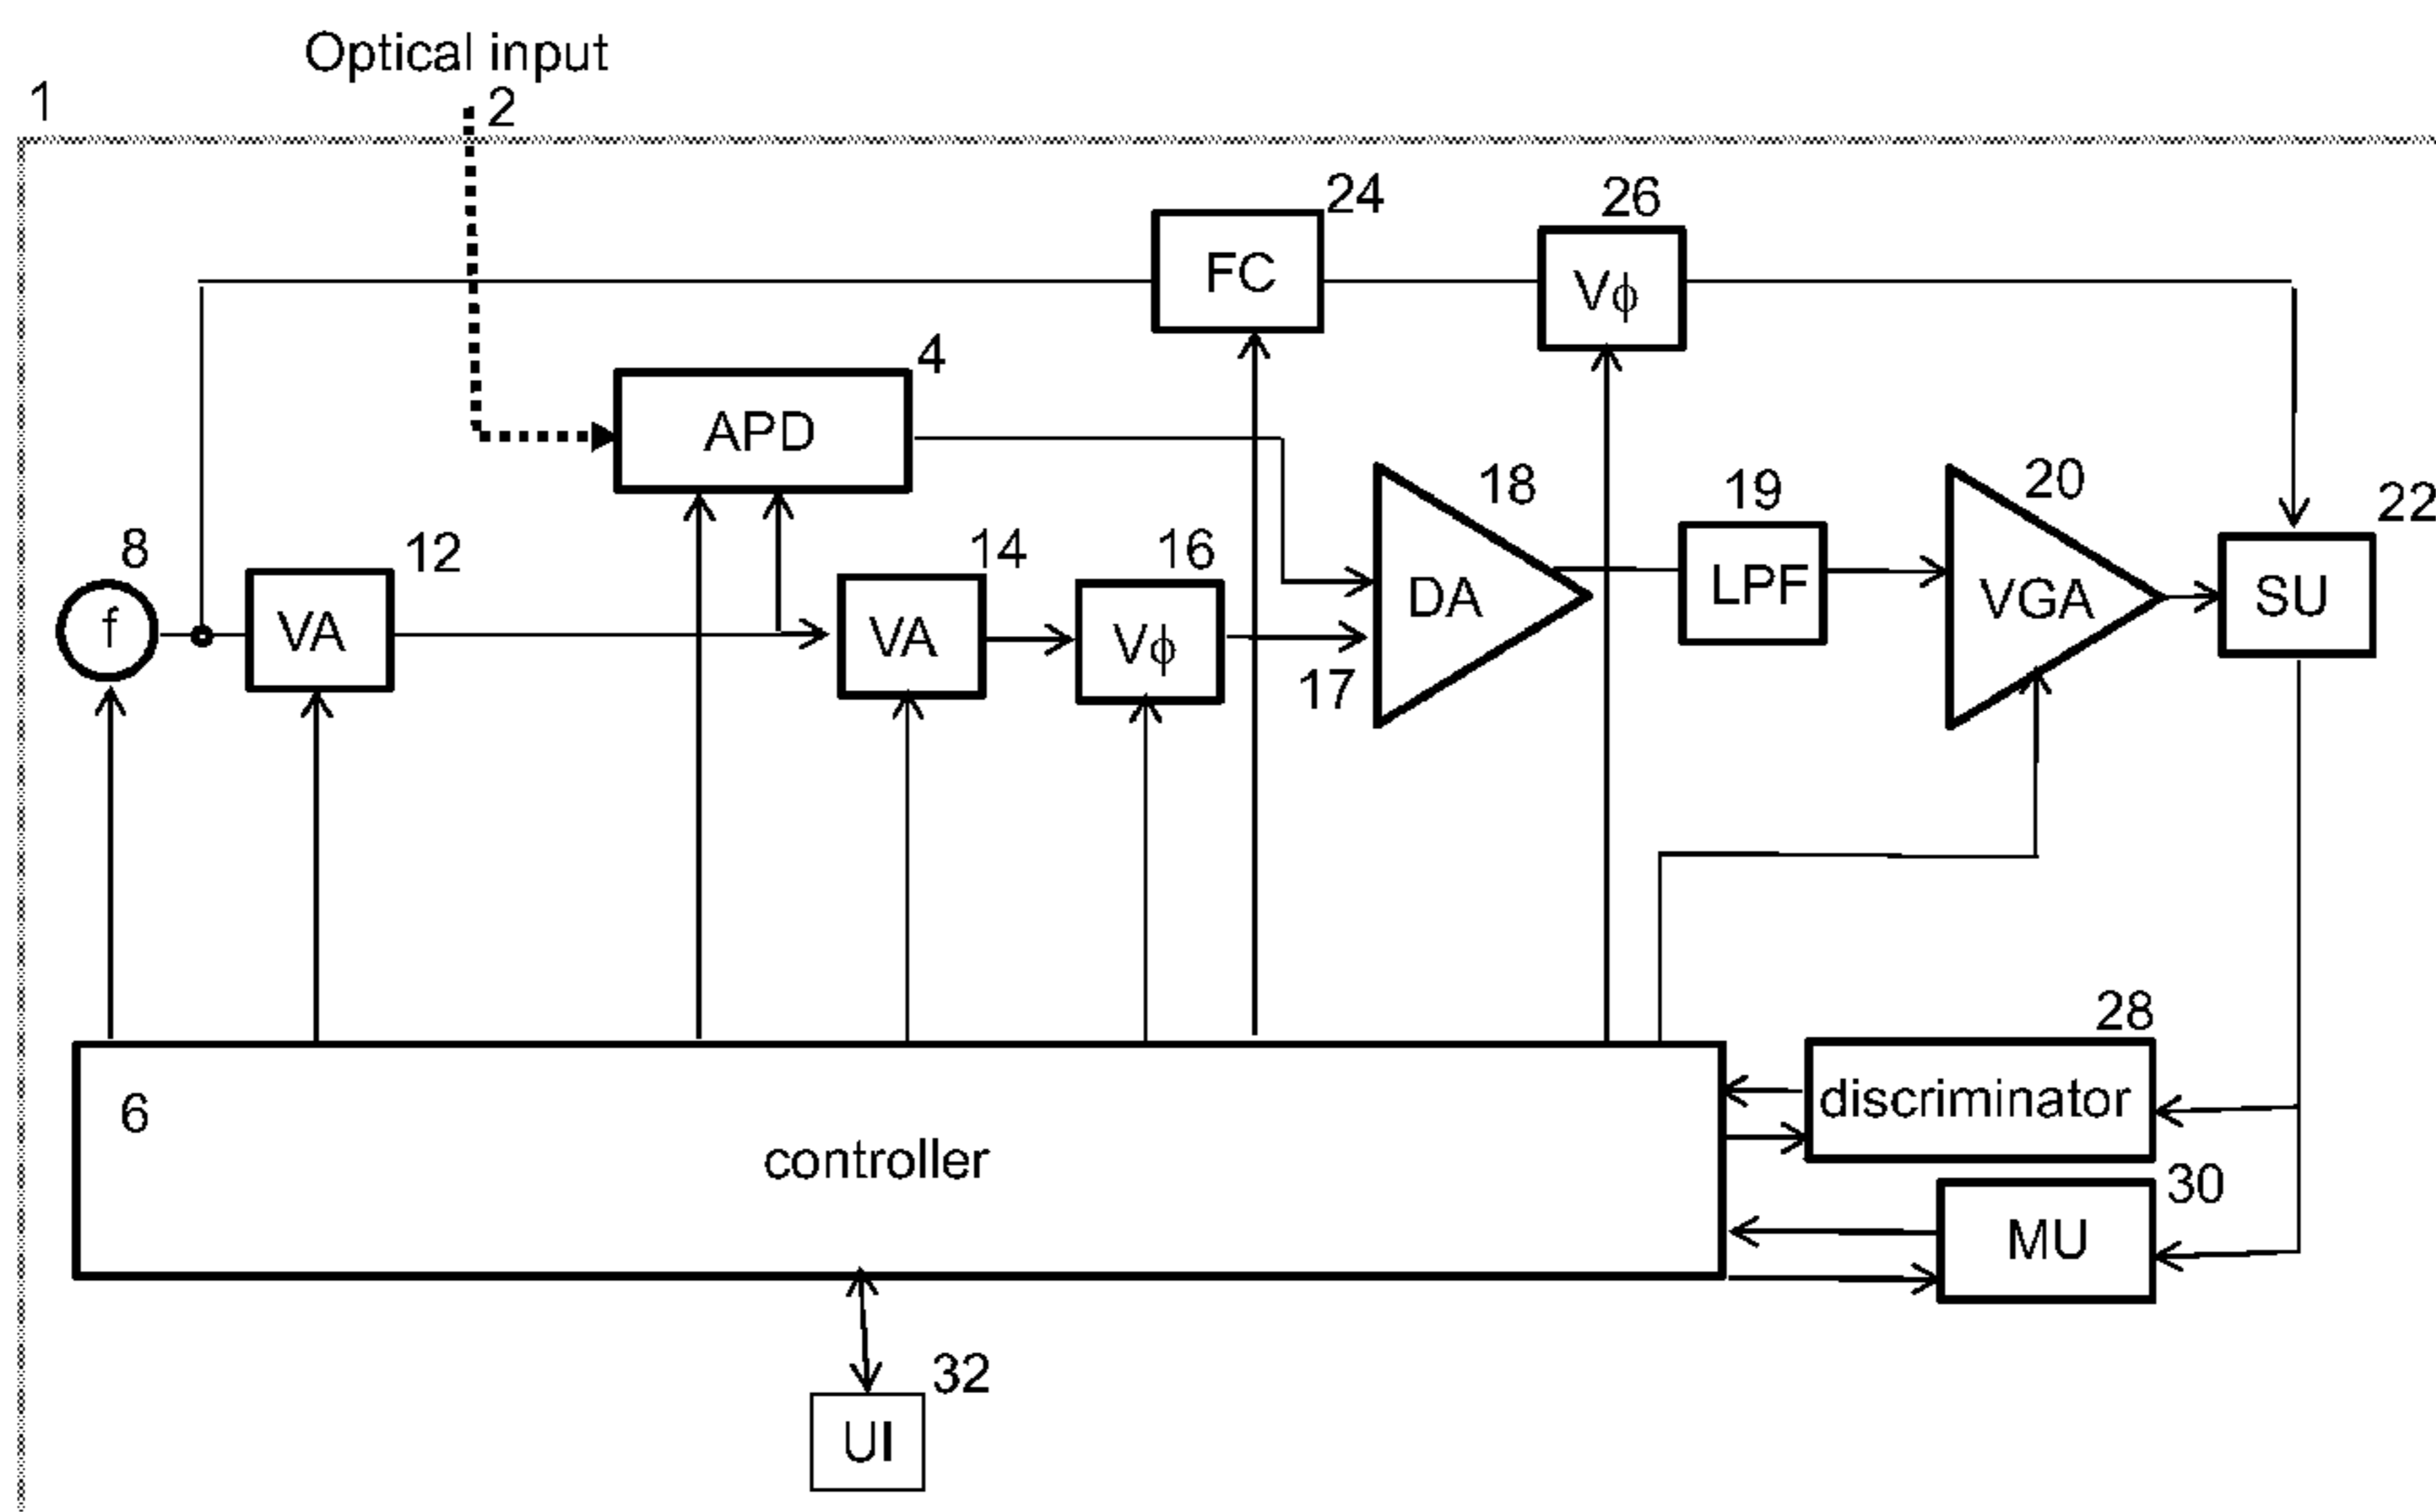 Optical input
1
2
24
26
FC
Vϕ
4
APD
18
19
20
22
8
12
14
16
f
VA
VA
Vϕ
DA
LPF
VGA
SU
17
28
6
discriminator
controller
30
MU
32
UI